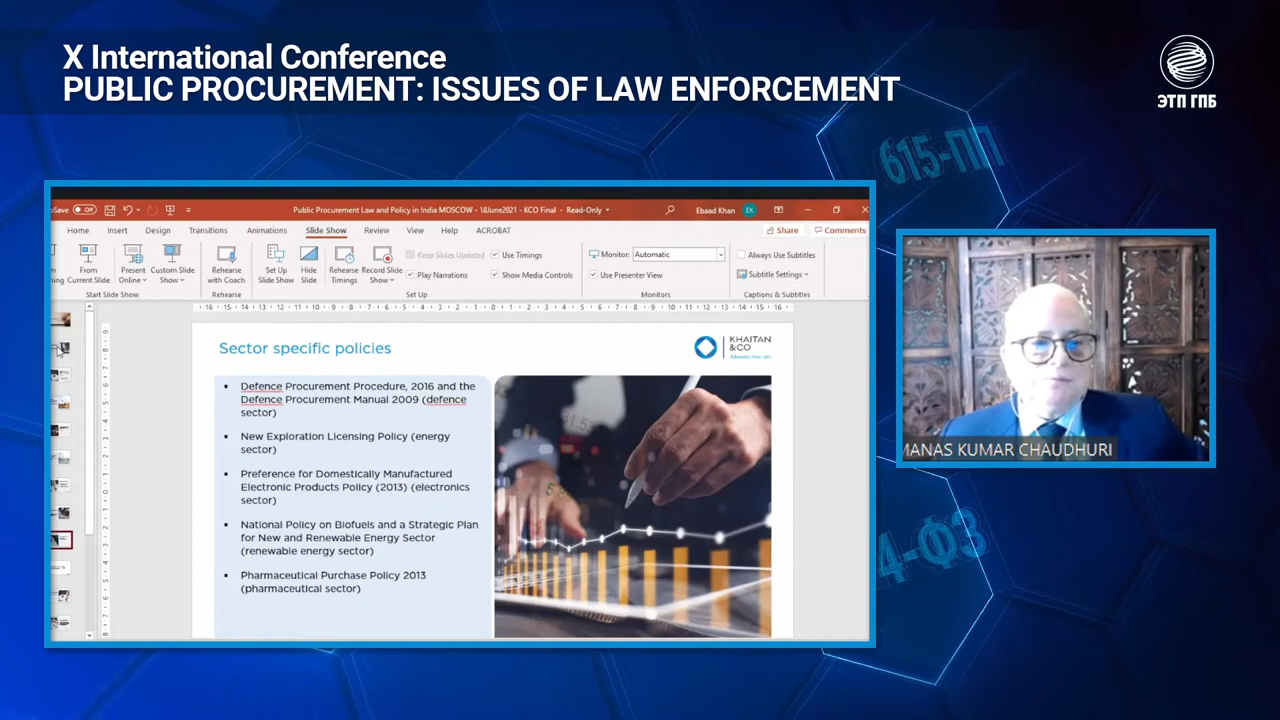 X International Conference
PUBLIC PROCUREMENT: ISSUES OF LAW ENFORCEMENT
ЭТП ГПБ
615-ПП
Save Off
Public Procurement Law and Policy in India MOSCOW - 18June2021 - KCO Final - Read-Only
Ebaad Khan EK
Home Insert Design Transitions Animations Slide Show Review View Help ACROBAT
Share Comments
From Current Slide
Present Online
Custom Slide Show
Start Slide Show
Rehearse with Coach
Rehearse
Set Up Slide Show
Hide Slide
Rehearse Timings
Record Slide Show
Keep Slides Updated
Use Timings
Play Narrations
Show Media Controls
Set Up
Monitor: Automatic
Use Presenter View
Monitors
Always Use Subtitles
Subtitle Settings
Captions & Subtitles
Sector specific policies
KHAITAN
&CO
▪ Defence Procurement Procedure, 2016 and the
Defence Procurement Manual 2009 (defence
sector)
▪ New Exploration Licensing Policy (energy
sector)
▪ Preference for Domestically Manufactured
Electronic Products Policy (2013) (electronics
sector)
▪ National Policy on Biofuels and a Strategic Plan
for New and Renewable Energy Sector
(renewable energy sector)
▪ Pharmaceutical Purchase Policy 2013
(pharmaceutical sector)
MANAS KUMAR CHAUDHURI
4-ФЗ